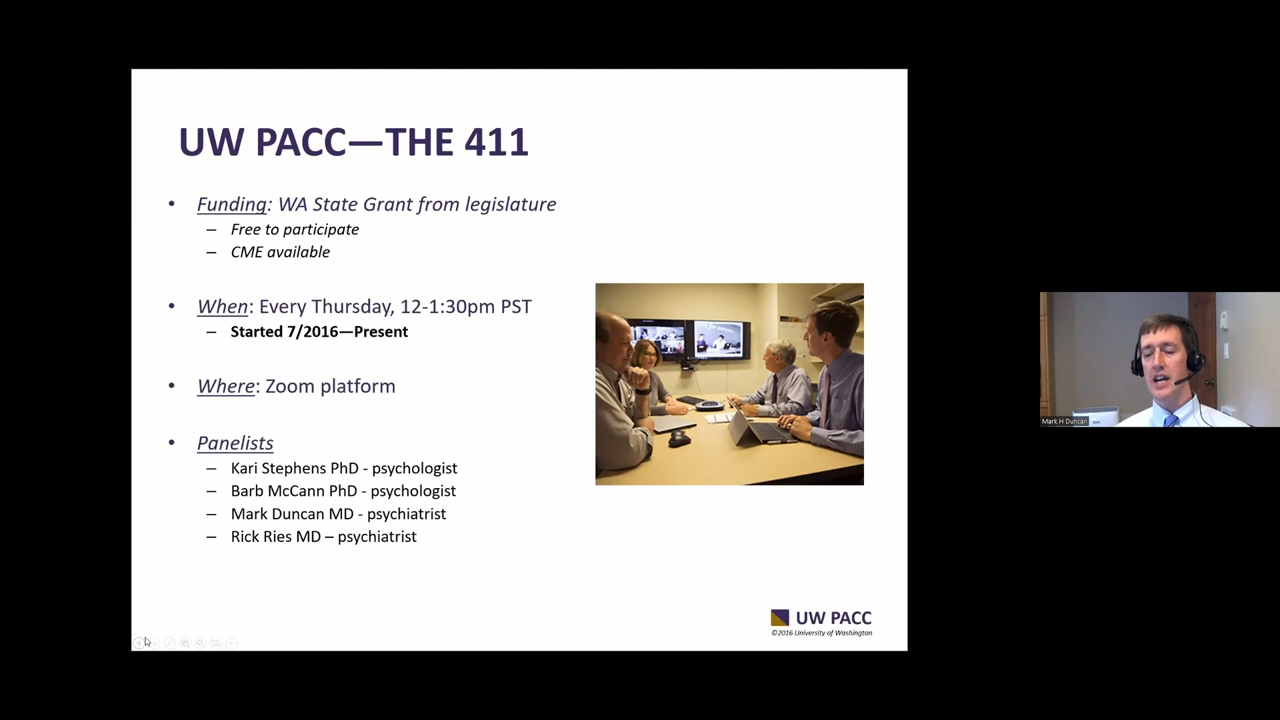 UW PACC—THE 411
• Funding: WA State Grant from legislature
– Free to participate
– CME available
• When: Every Thursday, 12-1:30pm PST
– Started 7/2016—Present
• Where: Zoom platform
• Panelists
– Kari Stephens PhD - psychologist
– Barb McCann PhD - psychologist
– Mark Duncan MD - psychiatrist
– Rick Ries MD – psychiatrist
UW PACC
©2016 University of Washington
Mark H Duncan